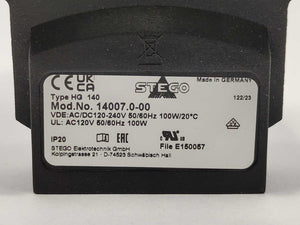 CE UK CA
STEGO
Made in GERMANY
Type HG 140
122/23
Mod.No. 14007.0-00
VDE:AC/DC120-240V 50/60Hz 100W/20°C
UL: AC120V 50/60Hz 100W
IP20 EAC
UL US
File E150057
STEGO Elektrotechnik GmbH
Kolpingstrasse 21 - D-74523 Schwäbisch Hall